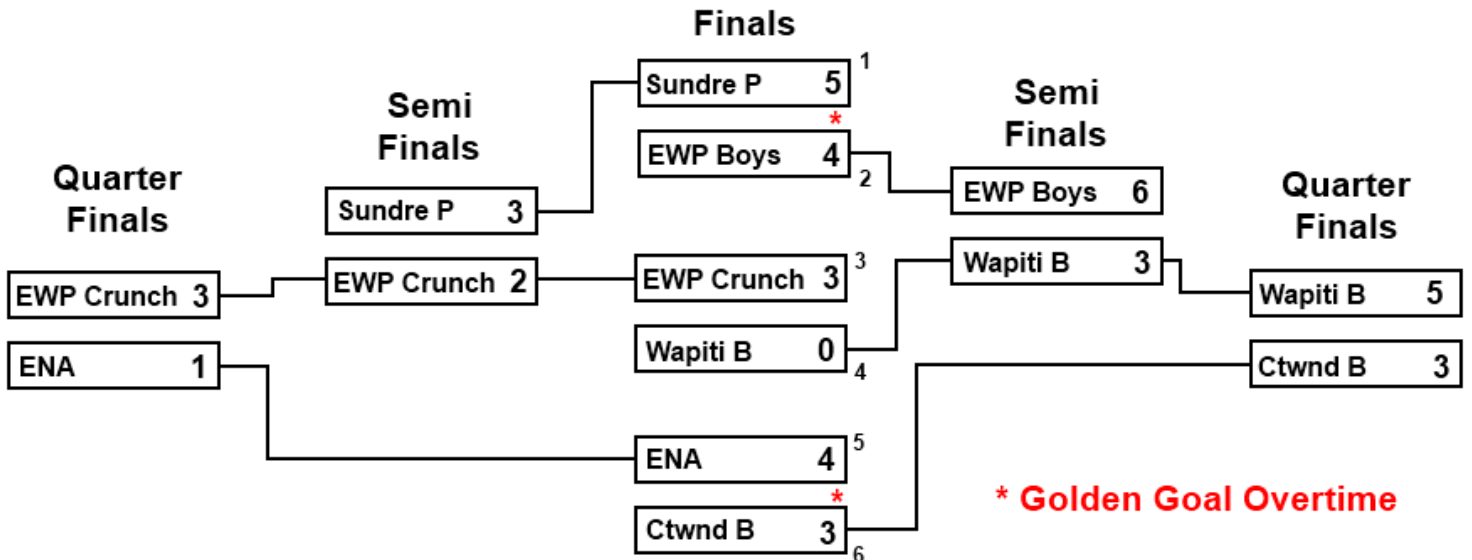 Finals
Sundre P 5 1
*
EWP Boys 4 2
EWP Crunch 3 3
Wapiti B 0 4
ENA 4 5
*
Ctwnd B 3 6
Semi
Finals
Sundre P 3
EWP Crunch 2
Quarter
Finals
EWP Crunch 3
ENA 1
Semi
Finals
EWP Boys 6
Wapiti B 3
Quarter
Finals
Wapiti B 5
Ctwnd B 3
* Golden Goal Overtime